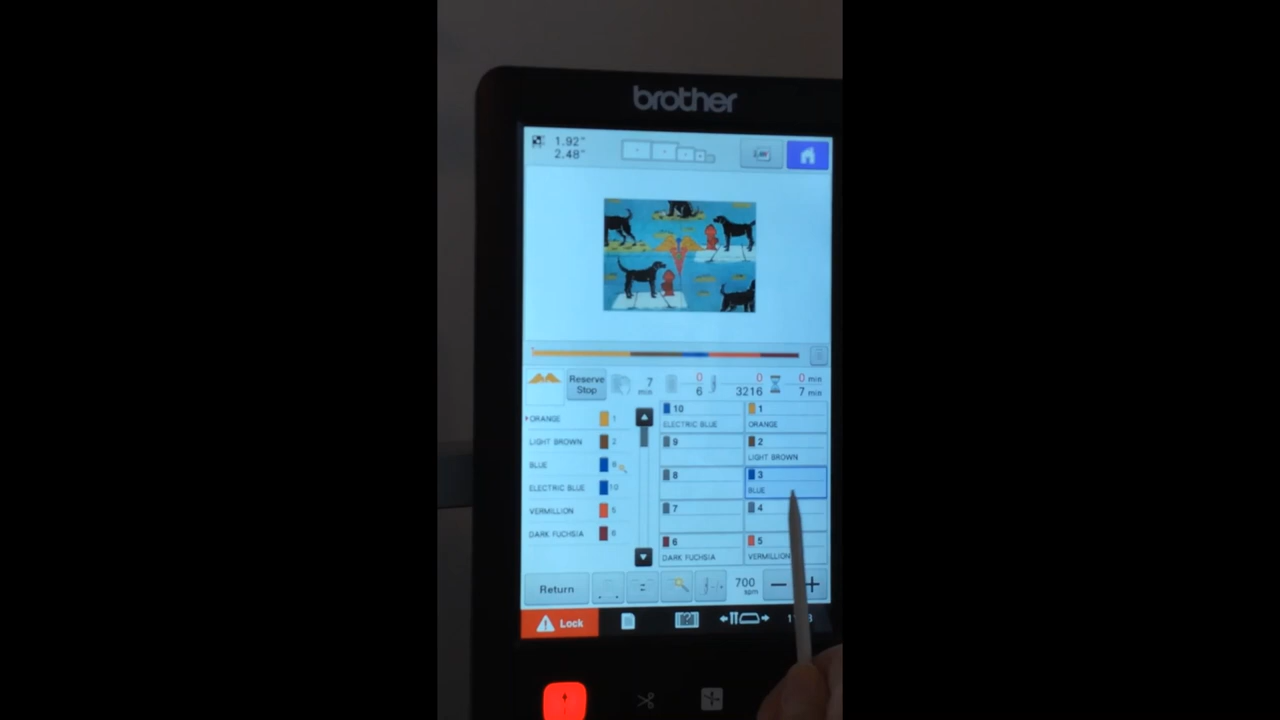 brother
1.92"
2.48"
Reserve Stop
7 min
0
6
0
3216
0 min
7 min
ORANGE 1
LIGHT BROWN 2
BLUE
ELECTRIC BLUE 10
VERMILLION
DARK FUCHSIA
10
ELECTRIC BLUE
1
ORANGE
9
2
LIGHT BROWN
8
3
BLUE
7
4
6
DARK FUCHSIA
5
VERMILLION
Return
700 spm
− +
Lock